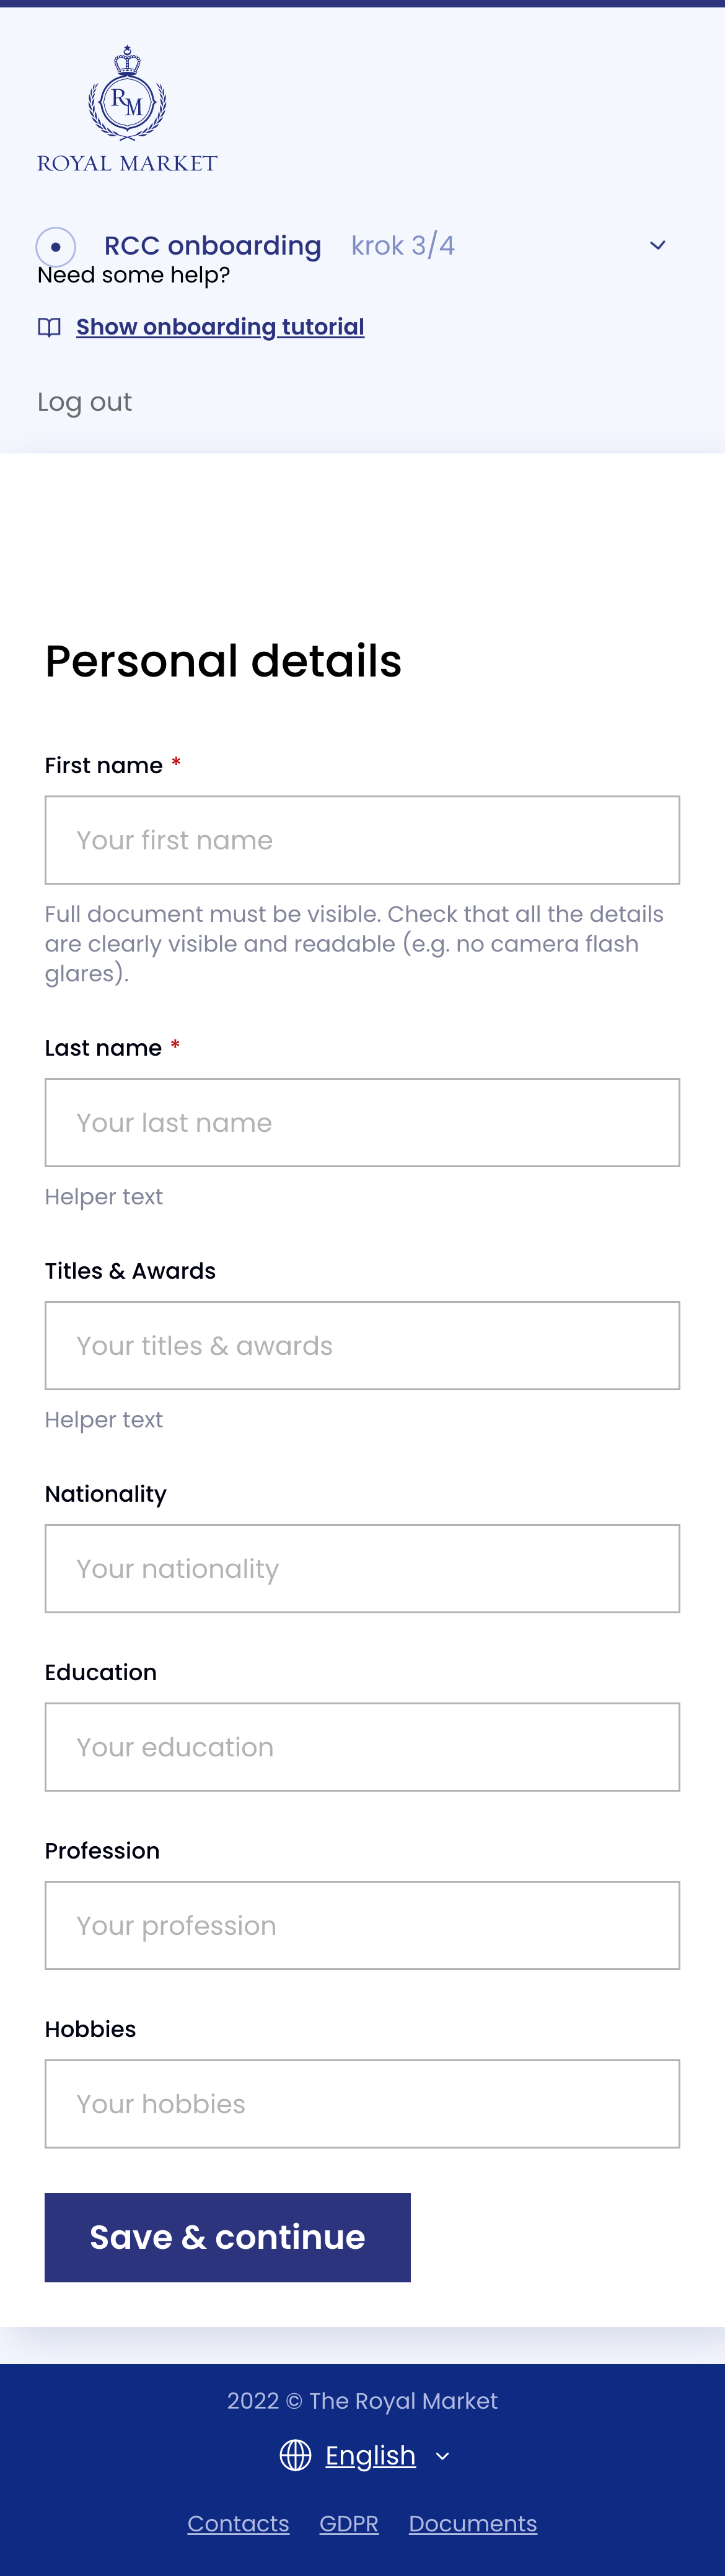 RM
ROYAL MARKET
RCC onboarding krok 3/4
Need some help?
Show onboarding tutorial
Log out
Personal details
First name *
Your first name
Full document must be visible. Check that all the details
are clearly visible and readable (e.g. no camera flash
glares).
Last name *
Your last name
Helper text
Titles & Awards
Your titles & awards
Helper text
Nationality
Your nationality
Education
Your education
Profession
Your profession
Hobbies
Your hobbies
Save & continue
2022 © The Royal Market
English
Contacts GDPR Documents